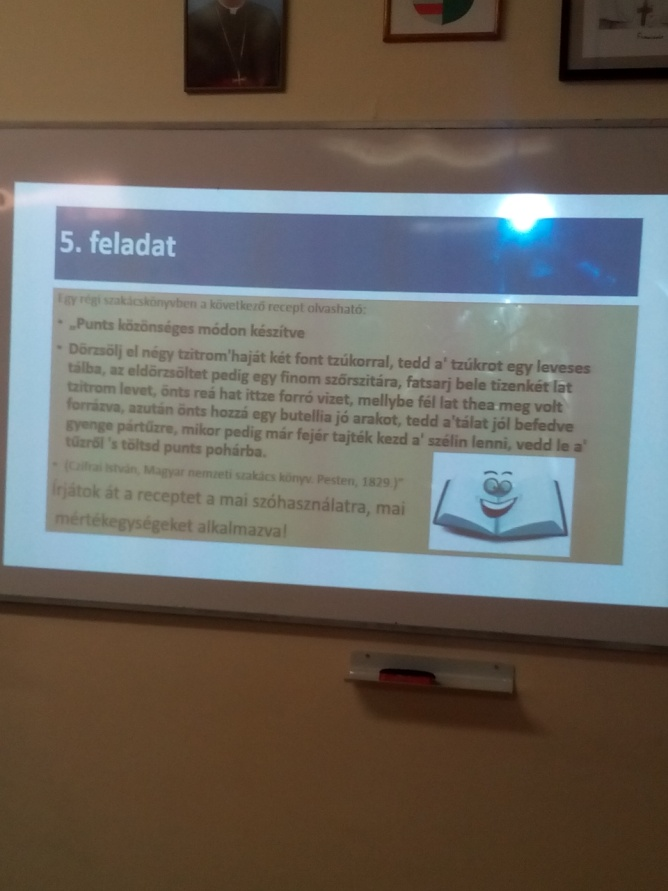 5. feladat
Egy régi szakácskönyvben a következő recept olvasható:
• „Punts közönséges módon készítve
• Dörzsölj el négy tzitrom'haját két font tzúkorral, tedd a' tzúkrot egy leveses
tálba, az eldörzsöltet pedig egy finom szőrszitára, fatsarj bele tizenkét lat
tzitrom levet, önts reá hat ittze forró vizet, mellybe fél lat thea meg volt
forrázva, azután önts hozzá egy butellia jó arakot, tedd a'tálat jól befedve
gyenge pártűzre, mikor pedig már fejér tajték kezd a' szélin lenni, vedd le a'
tűzről 's töltsd punts pohárba.
• (Czifrai István, Magyar nemzeti szakács könyv. Pesten, 1829.)”
Írjátok át a receptet a mai szóhasználatra, mai
mértékegységeket alkalmazva!